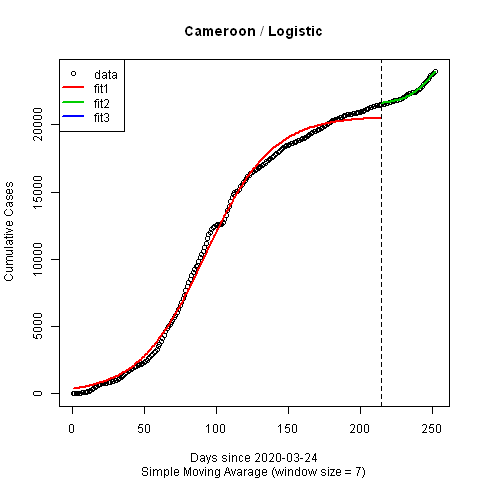 Cameroon / Logistic
data
fit1
fit2
fit3
Cumulative Cases
0
5000
10000
15000
20000
0 50 100 150 200 250
Days since 2020-03-24
Simple Moving Avarage (window size = 7)